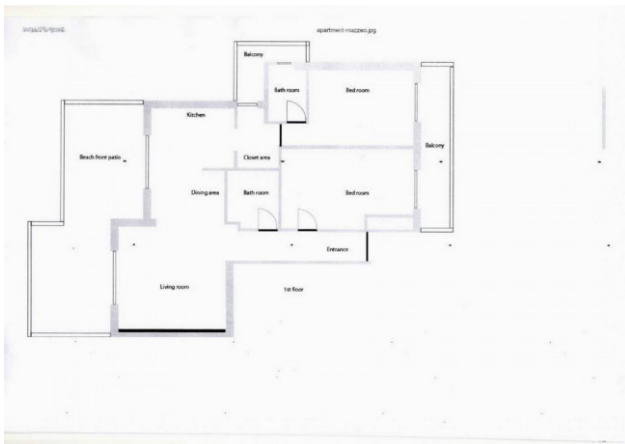 apartment-mazzeo.jpg
Balcony
Bath room
Bed room
Kitchen
Balcony
Beach front patio
Closet area
Dining area
Bath room
Bed room
Entrance
Living room
1st floor